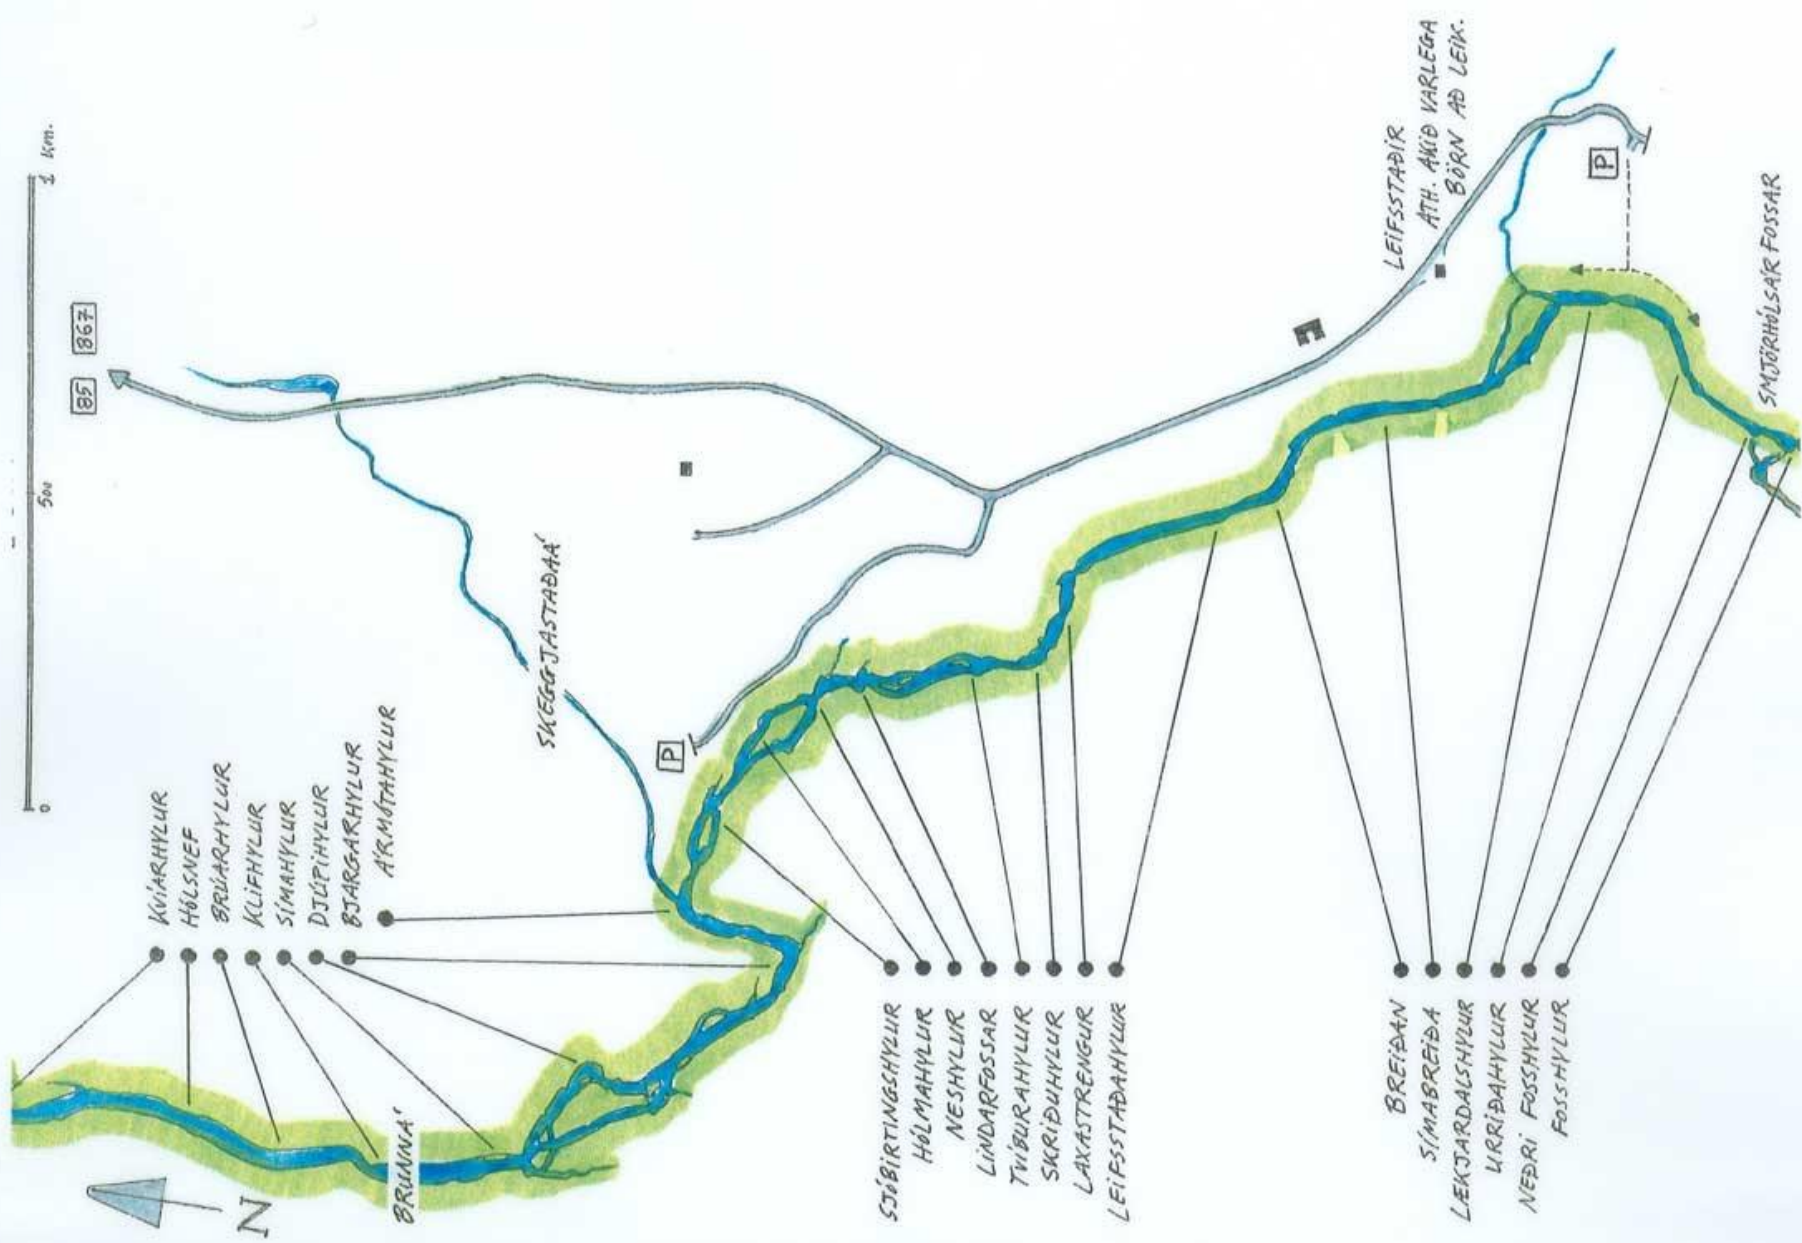 0
500
1 km.
85
867
KVÍARHYLUR
HÓLSNEF
BRÚARHYLUR
KLIFHYLUR
SÍMAHYLUR
DJÚPIHYLUR
BJARGARHYLUR
ÁRMÓTAHYLUR
SKEGGJASTAÐAÁ
P
N
BRUNNÁ
SJÓBIRTINGSHYLUR
HÓLMAHYLUR
NESHYLUR
LINDARFOSSAR
TVÍBURAHYLUR
SKRIÐUHYLUR
LAXASTRENGUR
LEIFSSTAÐAHYLUR
LEIFSSTAÐIR
ATH. AKIÐ VARLEGA
BÖRN AÐ LEIK.
P
BREIÐAN
SÍMABREIÐA
LÆKJARDALSHYLUR
URRIÐAHYLUR
NEÐRI FOSSHYLUR
FOSSHYLUR
SMJÖRHÓLSÁR FOSSAR